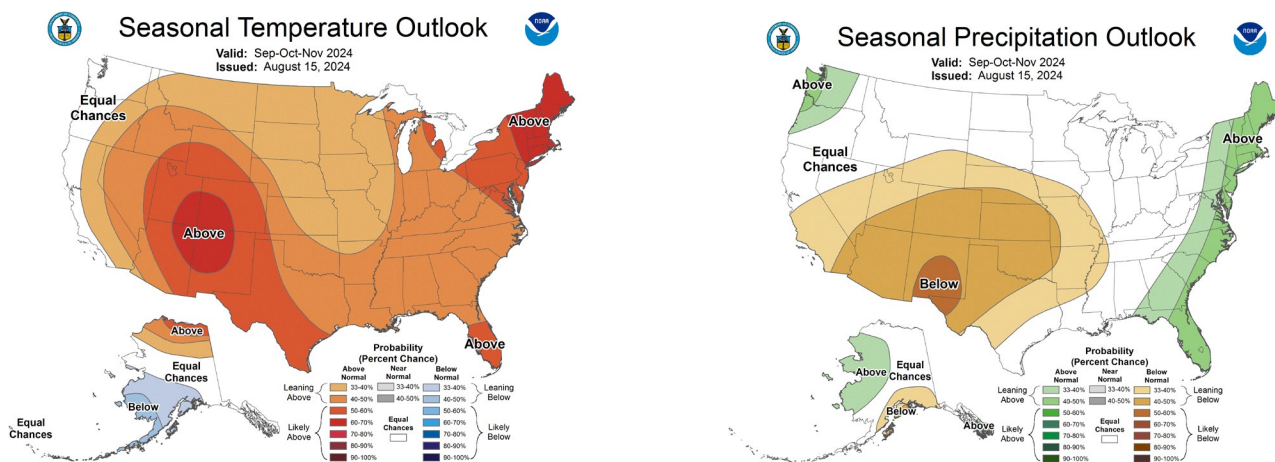 Seasonal Temperature Outlook
NOAA
Valid: Sep-Oct-Nov 2024
Issued: August 15, 2024
Equal
Chances
Above
Above
Above
Above
Equal
Chances
Below
Equal
Chances
Probability
(Percent Chance)
Above
Normal
Near
Normal
Below
Normal
Leaning
Above
33-40%
33-40%
33-40%
Leaning
Below
40-50%
40-50%
40-50%
Likely
Above
50-60%
50-60%
Likely
Below
60-70%
Equal
Chances
60-70%
70-80%
70-80%
80-90%
80-90%
90-100%
90-100%
Seasonal Precipitation Outlook
NOAA
Valid: Sep-Oct-Nov 2024
Issued: August 15, 2024
Above
Equal
Chances
Above
Below
Above
Equal
Chances
Below
Above
Probability
(Percent Chance)
Above
Normal
Near
Normal
Below
Normal
Leaning
Above
33-40%
33-40%
33-40%
Leaning
Below
40-50%
40-50%
40-50%
Likely
Above
50-60%
50-60%
Likely
Below
60-70%
Equal
Chances
60-70%
70-80%
70-80%
80-90%
80-90%
90-100%
90-100%